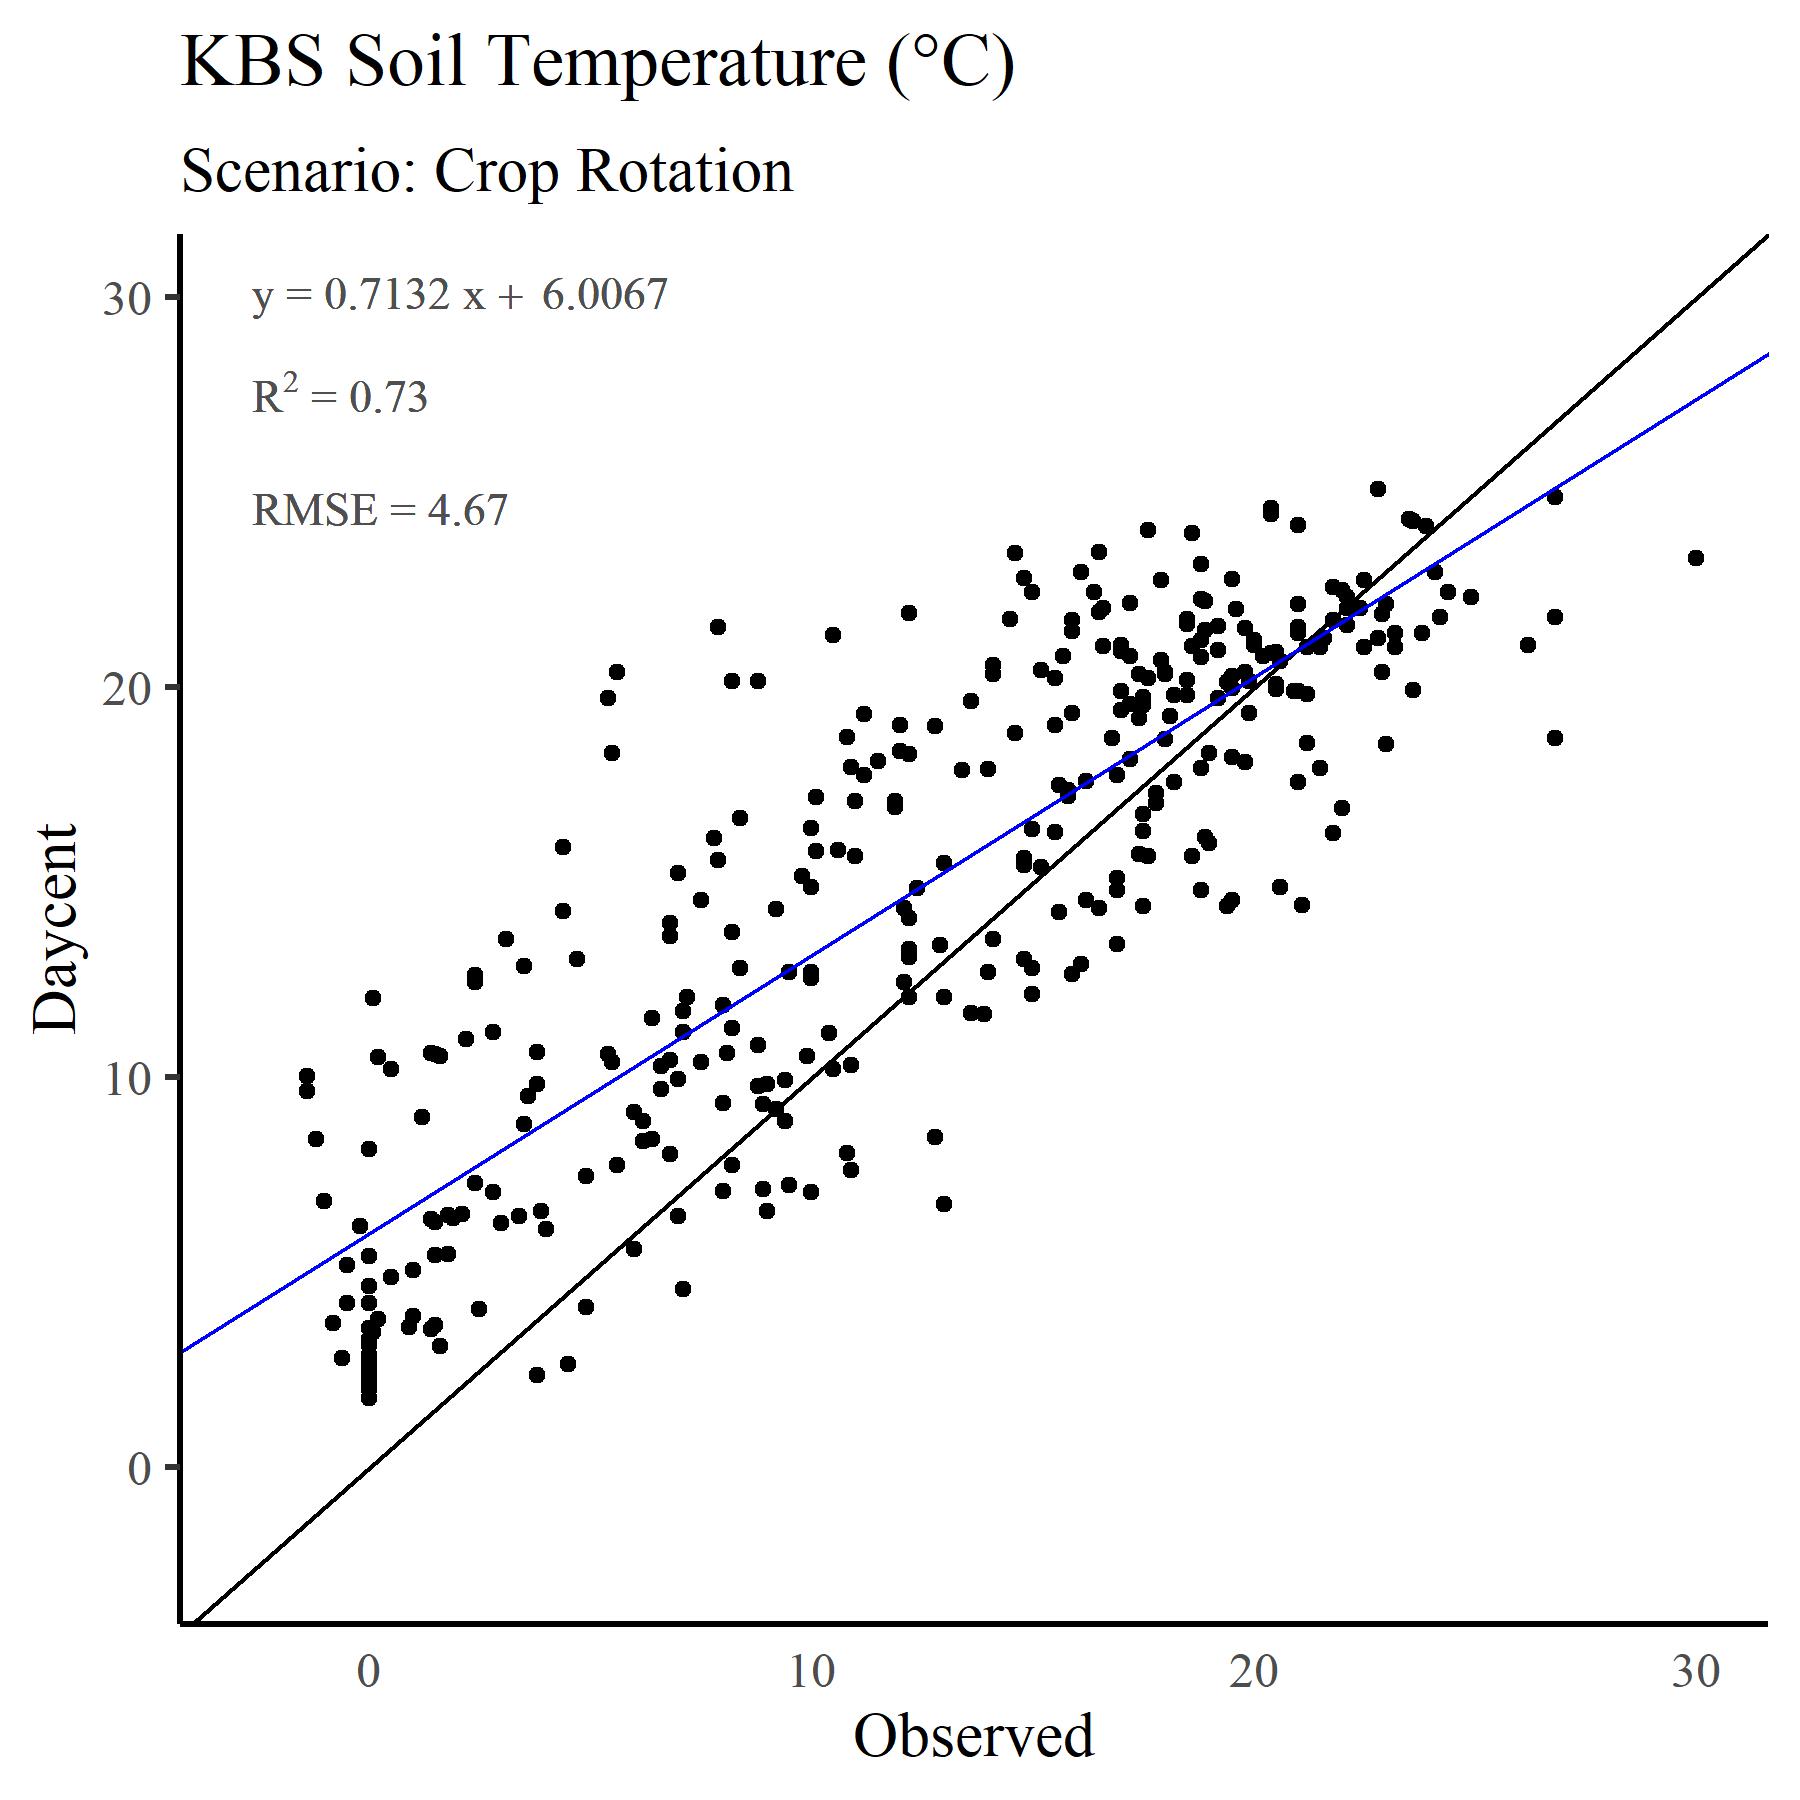 KBS Soil Temperature (°C)
Scenario: Crop Rotation
y = 0.7132 x + 6.0067
R² = 0.73
RMSE = 4.67
30
20
10
0
Daycent
0 10 20 30
Observed